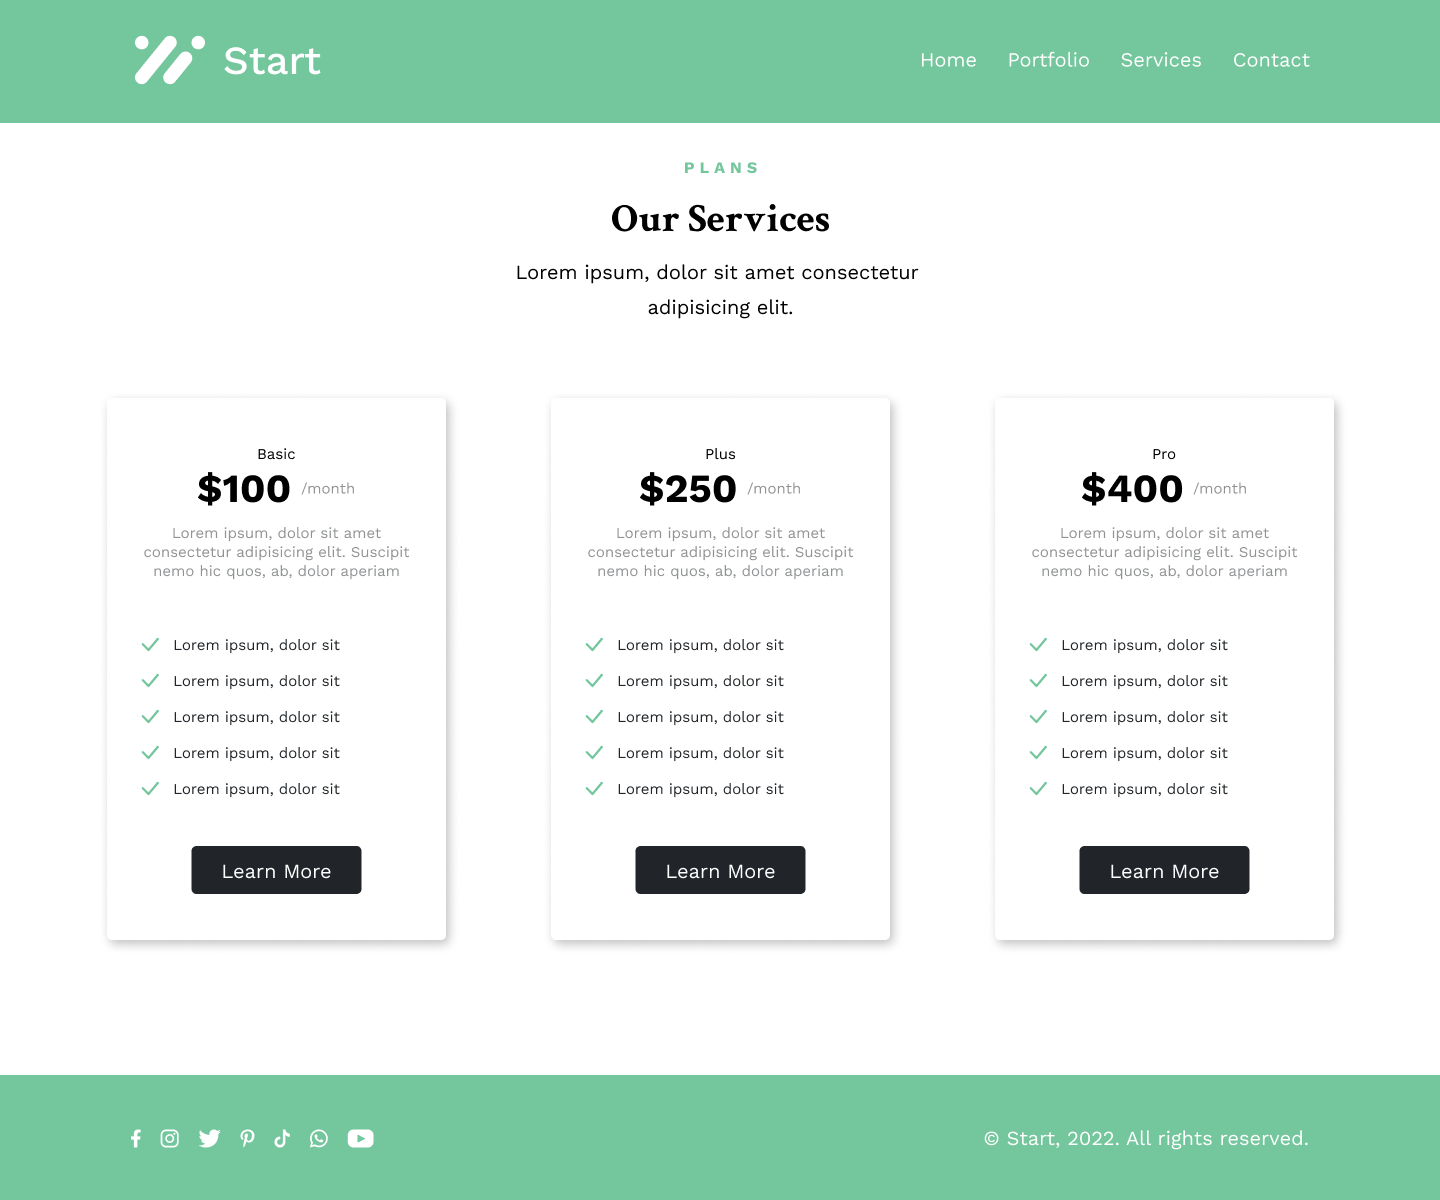 Start
Home Portfolio Services Contact
PLANS
Our Services
Lorem ipsum, dolor sit amet consectetur
adipisicing elit.
Basic
$100 /month
Lorem ipsum, dolor sit amet
consectetur adipisicing elit. Suscipit
nemo hic quos, ab, dolor aperiam
Lorem ipsum, dolor sit
Lorem ipsum, dolor sit
Lorem ipsum, dolor sit
Lorem ipsum, dolor sit
Lorem ipsum, dolor sit
Learn More
Plus
$250 /month
Lorem ipsum, dolor sit amet
consectetur adipisicing elit. Suscipit
nemo hic quos, ab, dolor aperiam
Lorem ipsum, dolor sit
Lorem ipsum, dolor sit
Lorem ipsum, dolor sit
Lorem ipsum, dolor sit
Lorem ipsum, dolor sit
Learn More
Pro
$400 /month
Lorem ipsum, dolor sit amet
consectetur adipisicing elit. Suscipit
nemo hic quos, ab, dolor aperiam
Lorem ipsum, dolor sit
Lorem ipsum, dolor sit
Lorem ipsum, dolor sit
Lorem ipsum, dolor sit
Lorem ipsum, dolor sit
Learn More
© Start, 2022. All rights reserved.